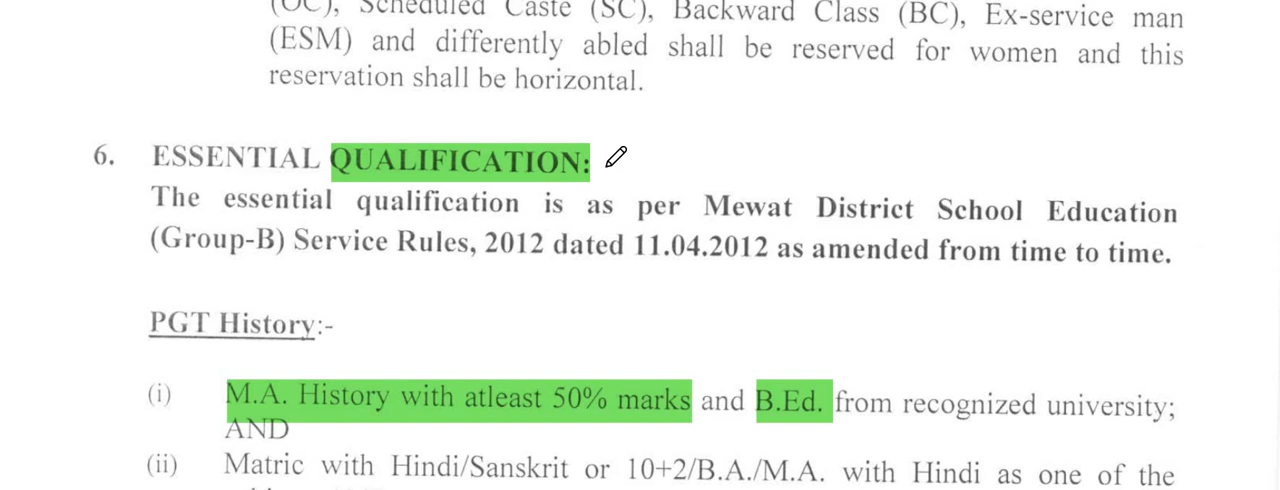 (OC), Scheduled Caste (SC), Backward Class (BC), Ex-service man
(ESM) and differently abled shall be reserved for women and this
reservation shall be horizontal.
6. ESSENTIAL QUALIFICATION:
The essential qualification is as per Mewat District School Education
(Group-B) Service Rules, 2012 dated 11.04.2012 as amended from time to time.
PGT History:-
(i) M.A. History with atleast 50% marks and B.Ed. from recognized university;
AND
(ii) Matric with Hindi/Sanskrit or 10+2/B.A./M.A. with Hindi as one of the